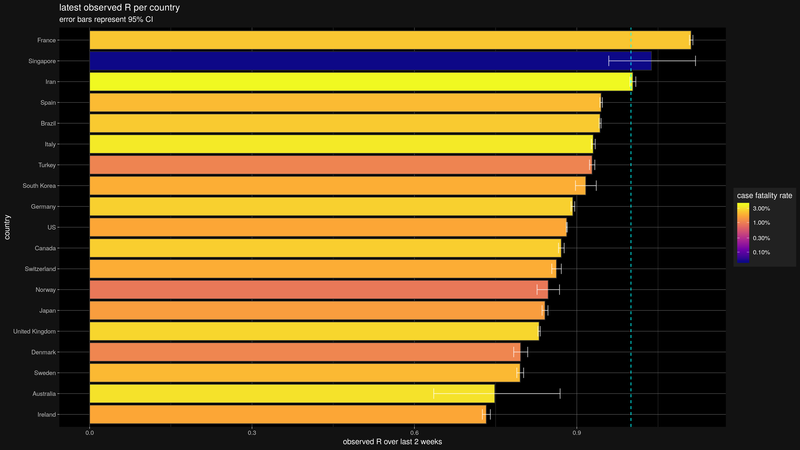 latest observed R per country
error bars represent 95% CI
country
France
Singapore
Iran
Spain
Brazil
Italy
Turkey
South Korea
Germany
US
Canada
Switzerland
Norway
Japan
United Kingdom
Denmark
Sweden
Australia
Ireland
0.0 0.3 0.6 0.9
observed R over last 2 weeks
case fatality rate
3.00%
1.00%
0.30%
0.10%